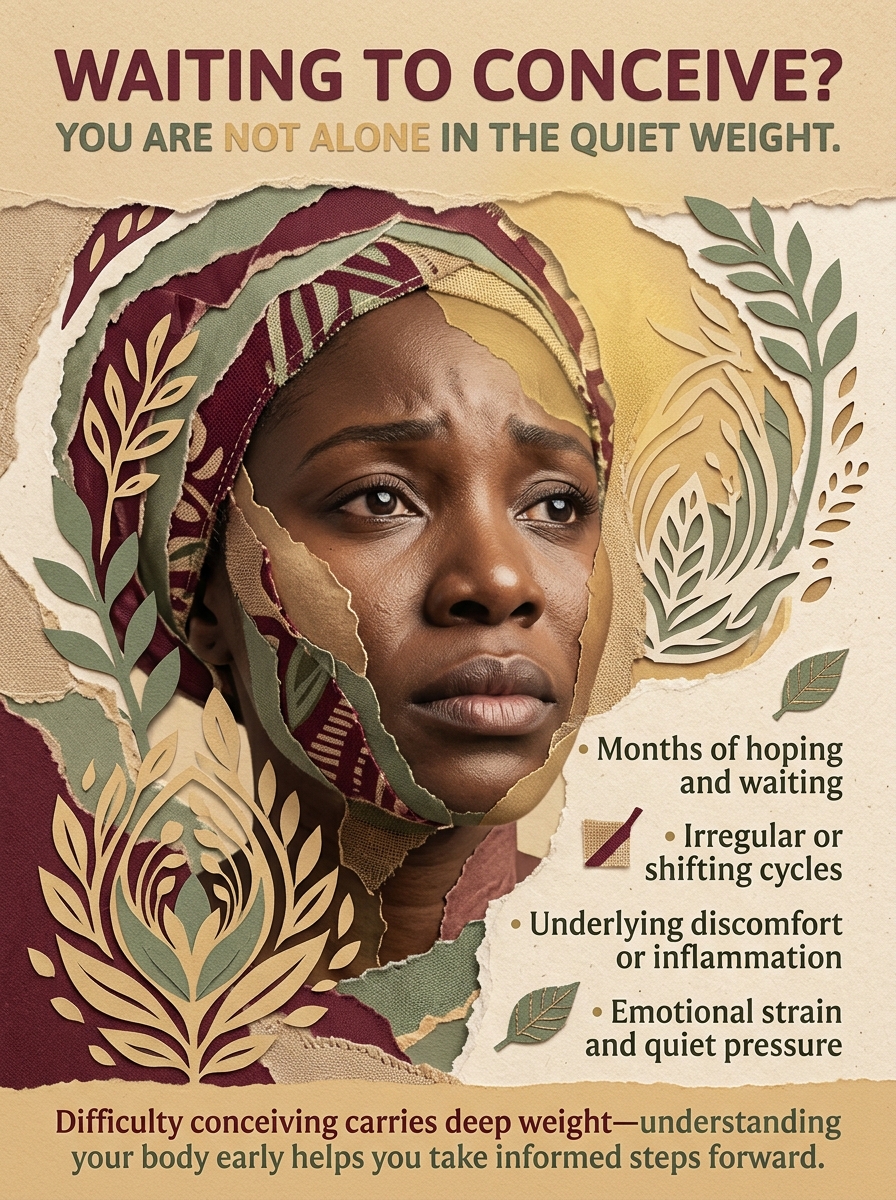 WAITING TO CONCEIVE?
YOU ARE NOT ALONE IN THE QUIET WEIGHT.
• Months of hoping
and waiting
• Irregular or
shifting cycles
• Underlying discomfort
or inflammation
• Emotional strain
and quiet pressure
Difficulty conceiving carries deep weight—understanding
your body early helps you take informed steps forward.